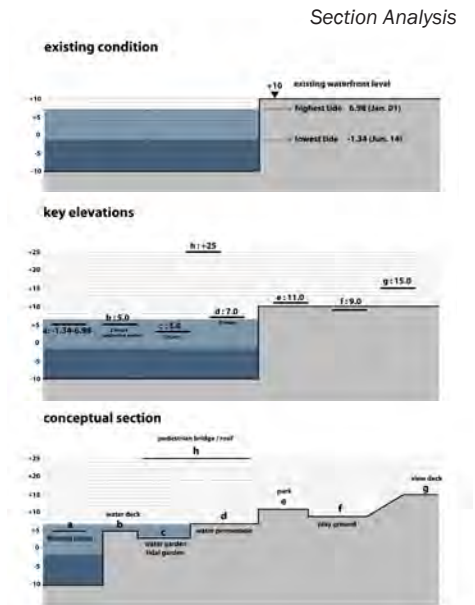 Section Analysis
existing condition
+10
existing waterfront level
+10
highest tide 6.98 (Jan. 01)
+5
0
lowest tide -1.34 (Jun. 14)
-5
-10
key elevations
+25
h : +25
+20
+15
g : 15.0
+10
e : 11.0
f : 9.0
d : 7.0
+5
b : 5.0
a : -1.34-6.98
c : 3.0
0
-5
-10
conceptual section
pedestrian bridge / roof
h
+25
+20
view deck
g
+15
park
e
+10
water deck
f
d
+5
a
b
c
play ground
water promenade
water garden
tidal garden
0
-5
-10